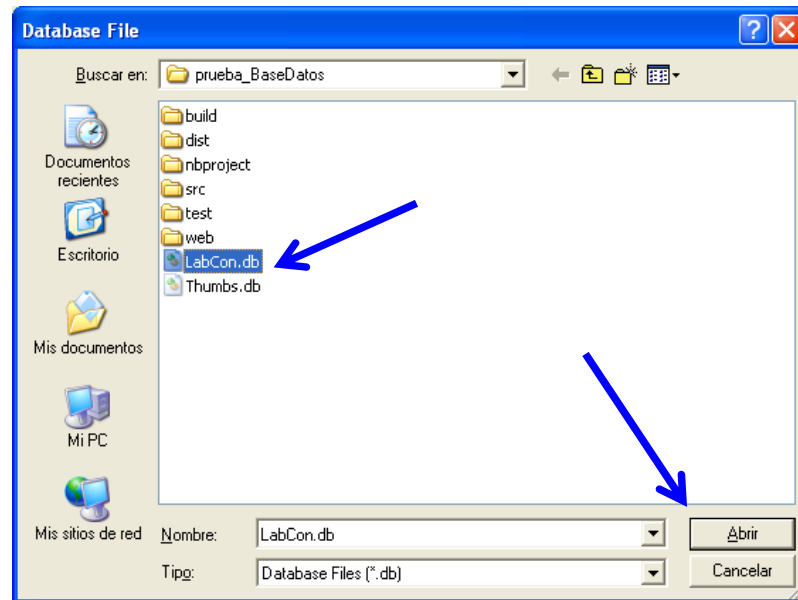 Database File
Buscar en: prueba_BaseDatos
build
dist
nbproject
src
test
web
LabCon.db
Thumbs.db
Documentos
recientes
Escritorio
Mis documentos
Mi PC
Mis sitios de red
Nombre: LabCon.db Abrir
Tipo: Database Files (*.db) Cancelar